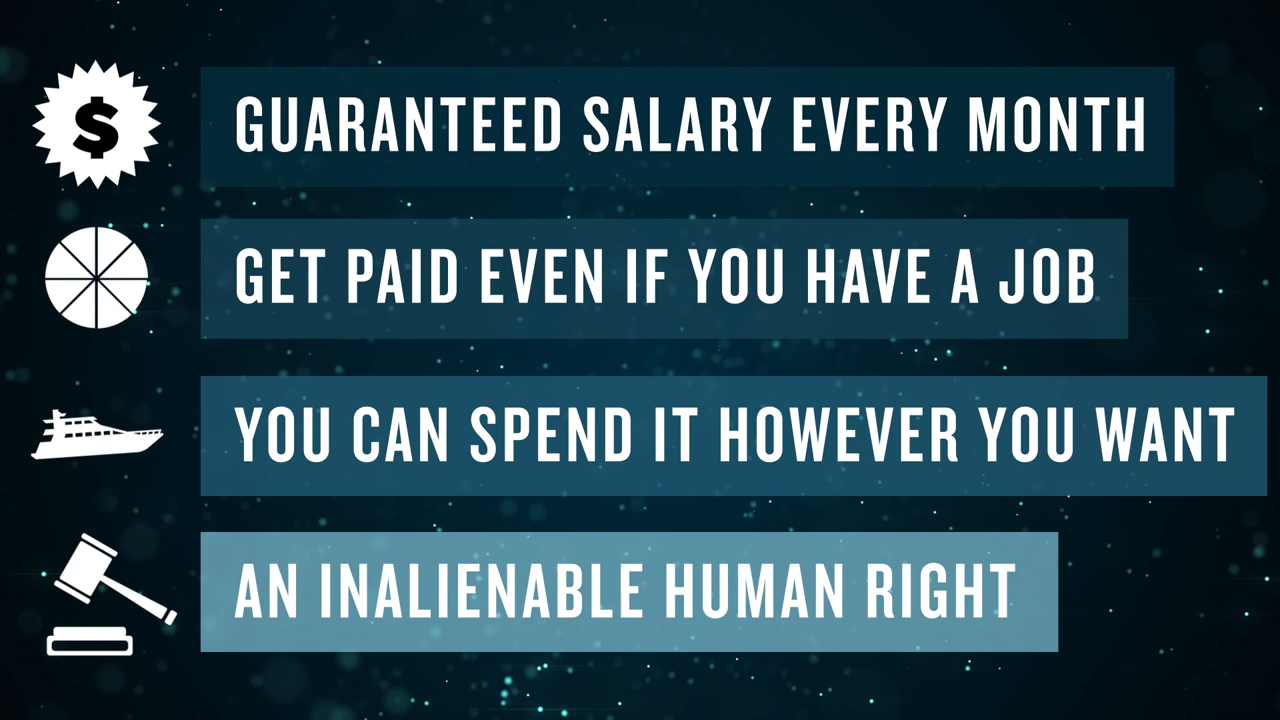 $
GUARANTEED SALARY EVERY MONTH
GET PAID EVEN IF YOU HAVE A JOB
YOU CAN SPEND IT HOWEVER YOU WANT
AN INALIENABLE HUMAN RIGHT